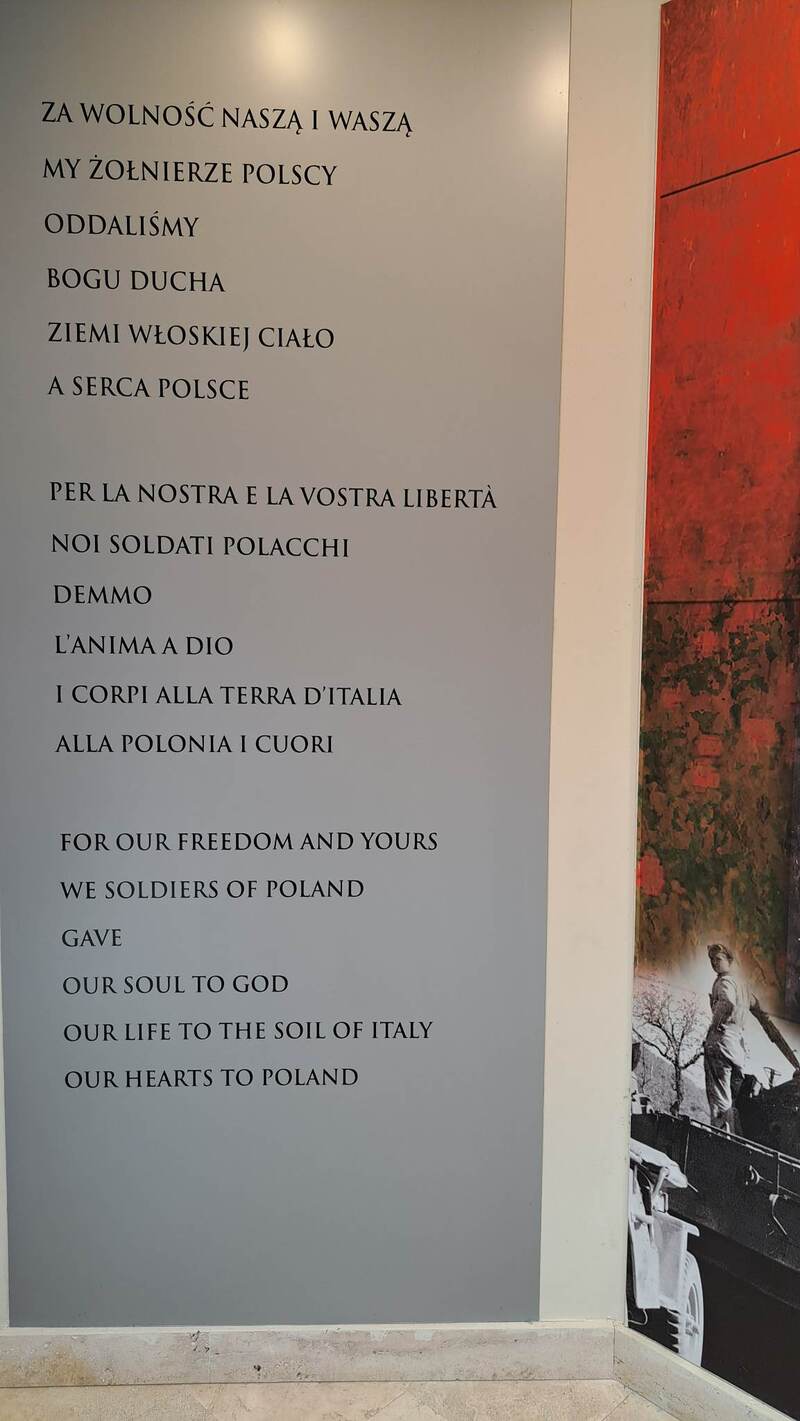 ZA WOLNOŚĆ NASZĄ I WASZĄ
MY ŻOŁNIERZE POLSCY
ODDALIŚMY
BOGU DUCHA
ZIEMI WŁOSKIEJ CIAŁO
A SERCA POLSCE
PER LA NOSTRA E LA VOSTRA LIBERTÀ
NOI SOLDATI POLACCHI
DEMMO
L'ANIMA A DIO
I CORPI ALLA TERRA D'ITALIA
ALLA POLONIA I CUORI
FOR OUR FREEDOM AND YOURS
WE SOLDIERS OF POLAND
GAVE
OUR SOUL TO GOD
OUR LIFE TO THE SOIL OF ITALY
OUR HEARTS TO POLAND